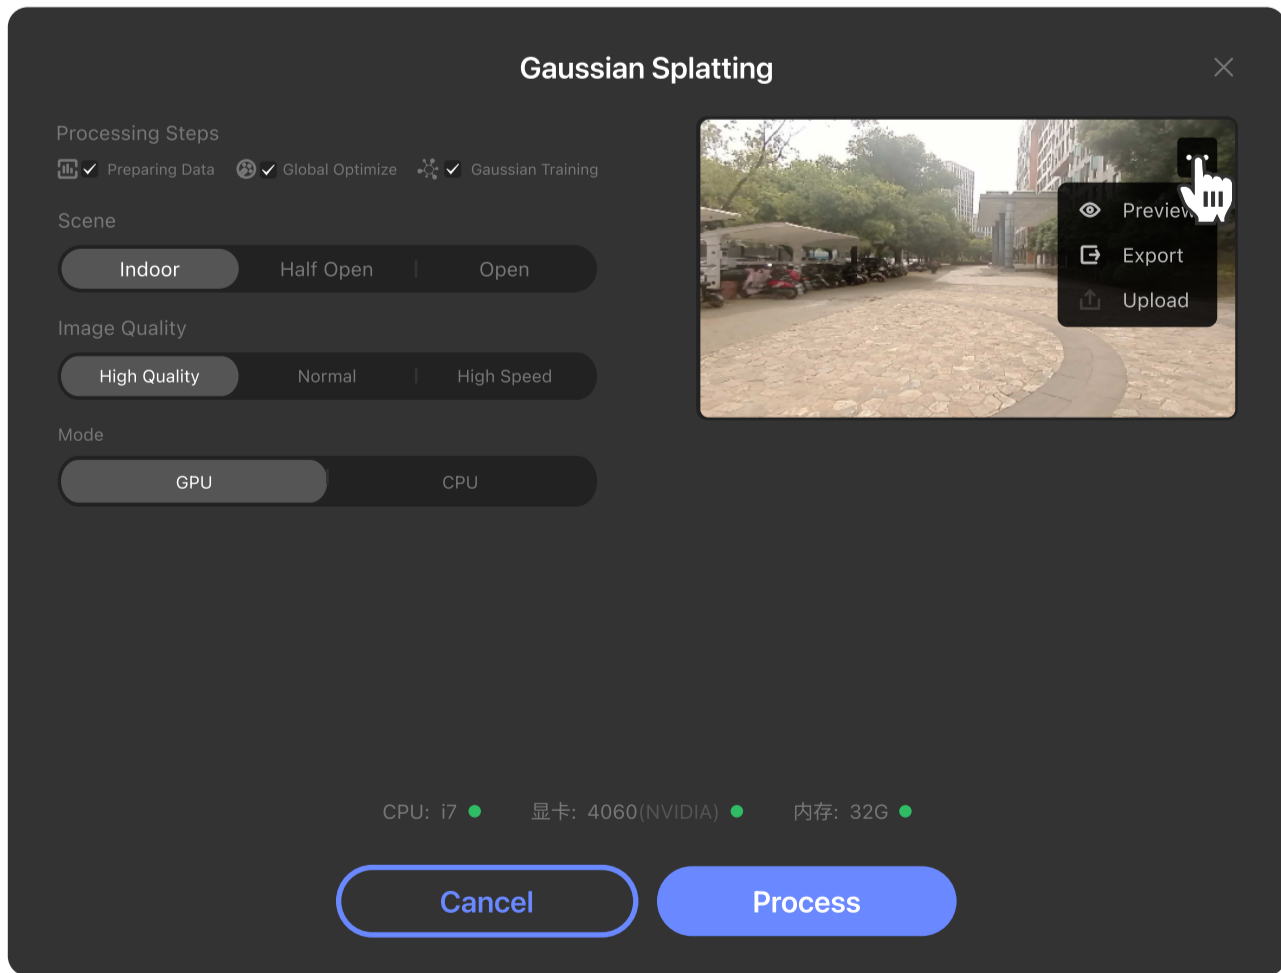 Gaussian Splatting
Processing Steps
Preparing Data Global Optimize Gaussian Training
Scene
Indoor Half Open Open
Image Quality
High Quality Normal High Speed
Mode
GPU CPU
Preview
Export
Upload
CPU: i7 显卡: 4060(NVIDIA) 内存: 32G
Cancel Process